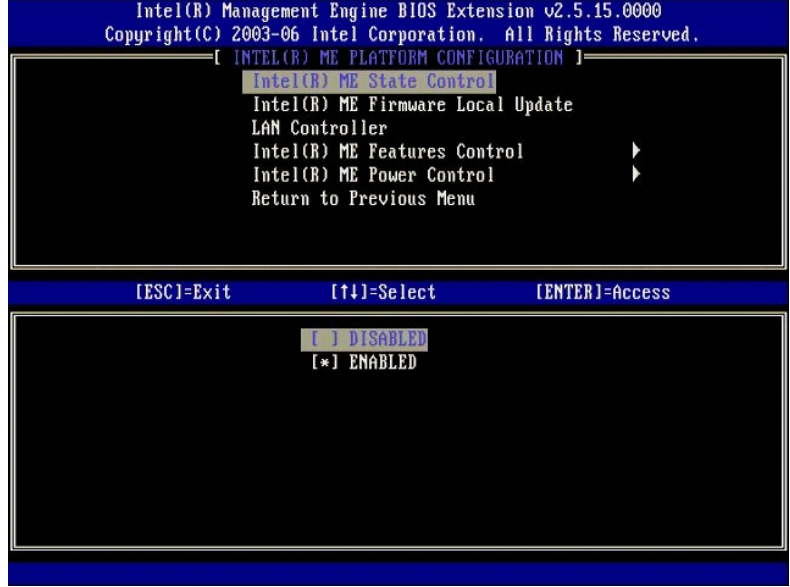 Intel(R) Management Engine BIOS Extension v2.5.15.0000
Copyright(C) 2003-06 Intel Corporation. All Rights Reserved.
[ INTEL(R) ME PLATFORM CONFIGURATION ]
Intel(R) ME State Control
Intel(R) ME Firmware Local Update
LAN Controller
Intel(R) ME Features Control
Intel(R) ME Power Control
Return to Previous Menu
[ESC]=Exit [↑↓]=Select [ENTER]=Access
[ ] DISABLED
[*] ENABLED